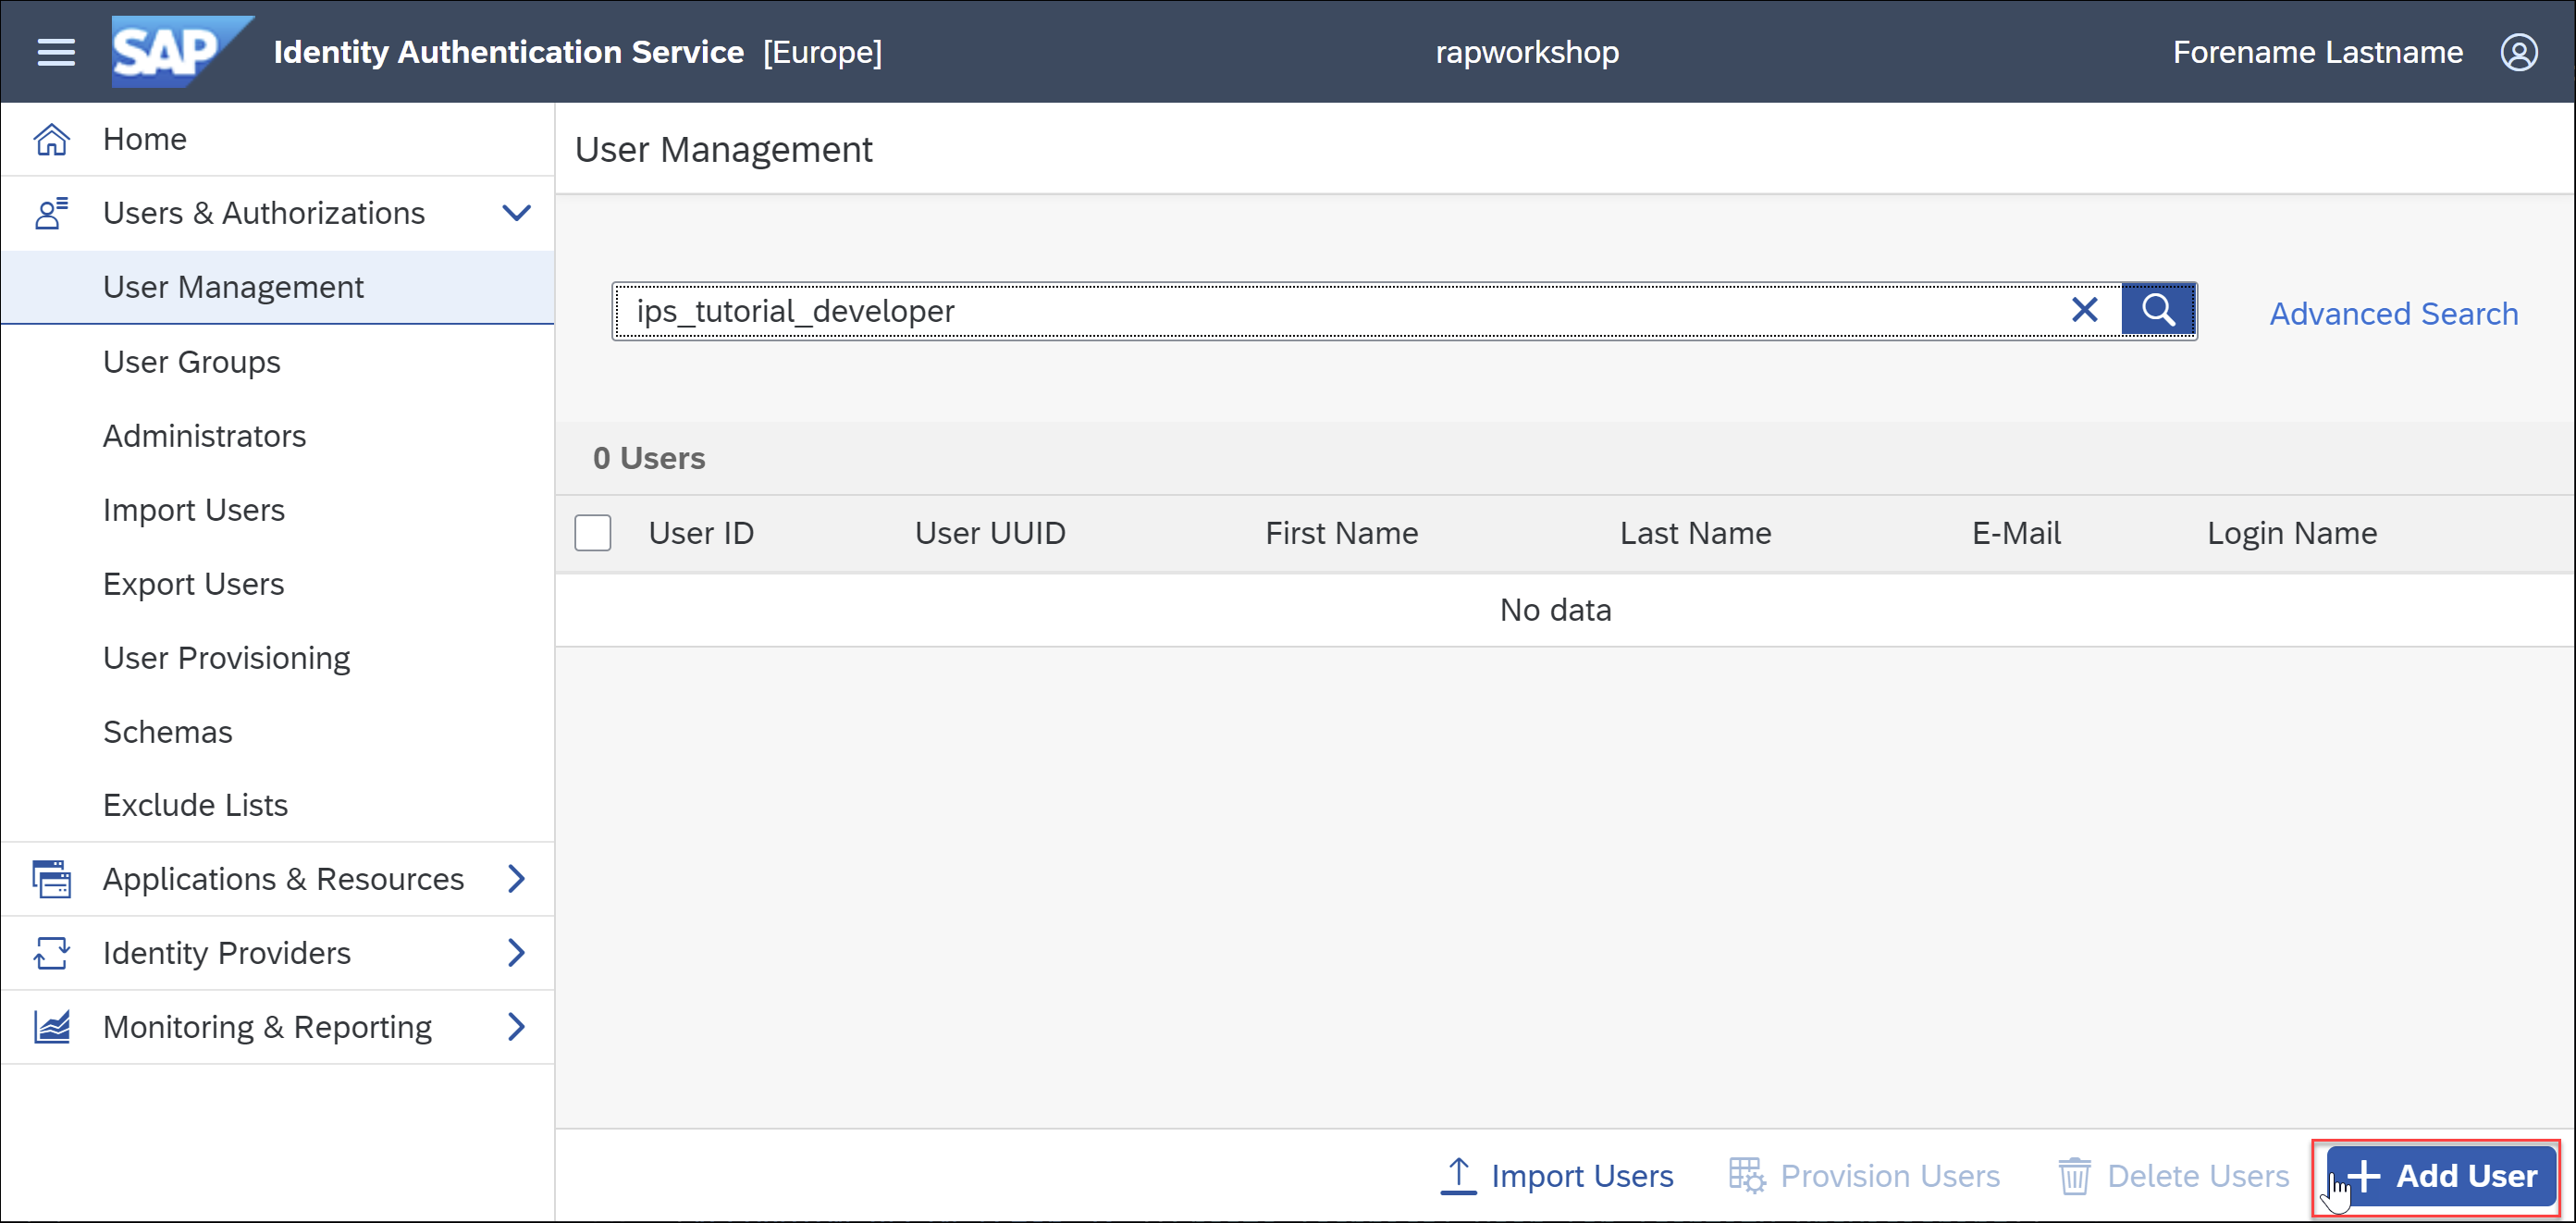 SAP Identity Authentication Service [Europe] rapworkshop Forename Lastname
Home
Users & Authorizations
User Management
User Groups
Administrators
Import Users
Export Users
User Provisioning
Schemas
Exclude Lists
Applications & Resources
Identity Providers
Monitoring & Reporting
User Management
ips_tutorial_developer
Advanced Search
0 Users
User ID User UUID First Name Last Name E-Mail Login Name
No data
Import Users Provision Users Delete Users Add User